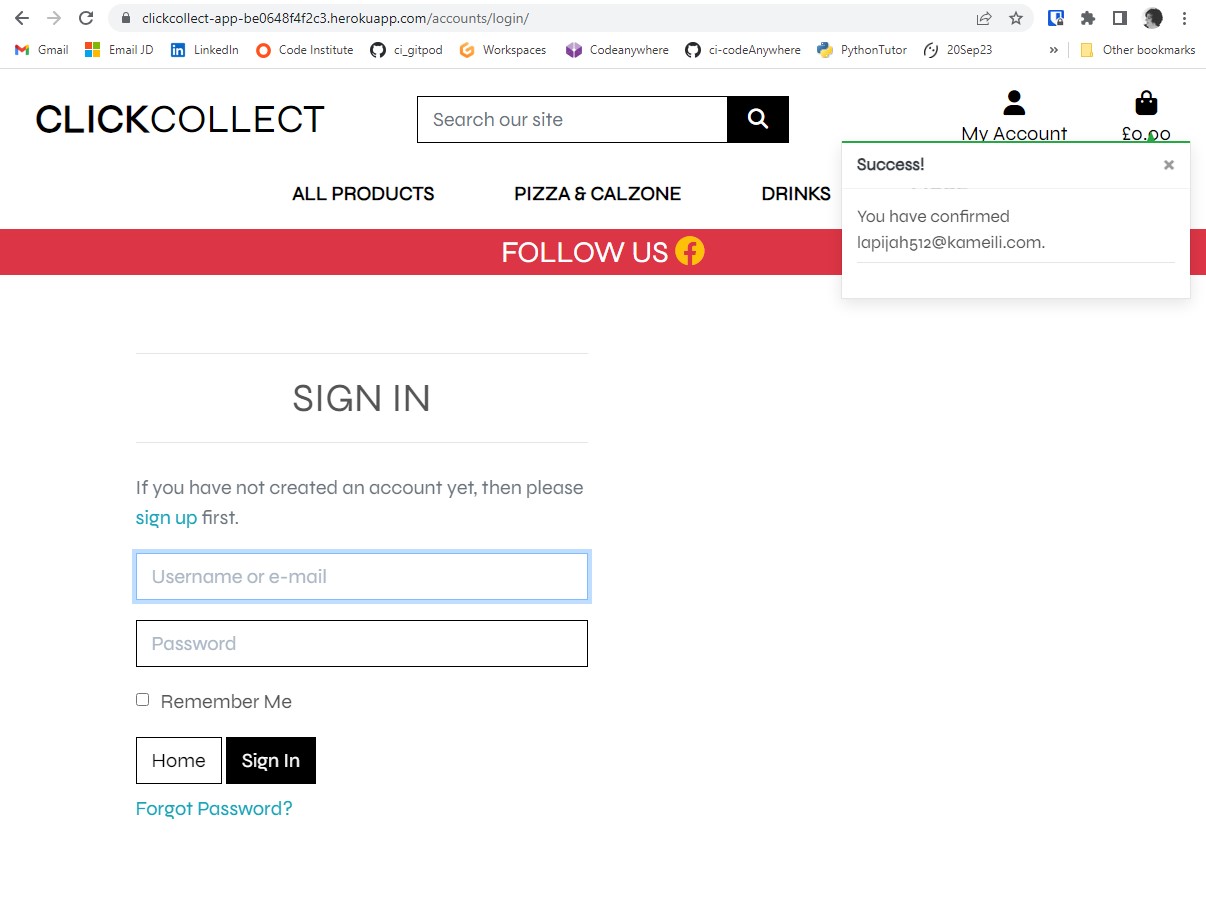 clickcollect-app-be0648f4f2c3.herokuapp.com/accounts/login/
Gmail Email JD LinkedIn Code Institute ci_gitpod Workspaces Codeanywhere ci-codeAnywhere PythonTutor 20Sep23 » Other bookmarks
CLICKCOLLECT
Search our site
My Account
£0.00
ALL PRODUCTS PIZZA & CALZONE DRINKS
Success! ×
You have confirmed
lapijah512@kameili.com.
FOLLOW US
SIGN IN
If you have not created an account yet, then please
sign up first.
Username or e-mail
Password
Remember Me
Home Sign In
Forgot Password?